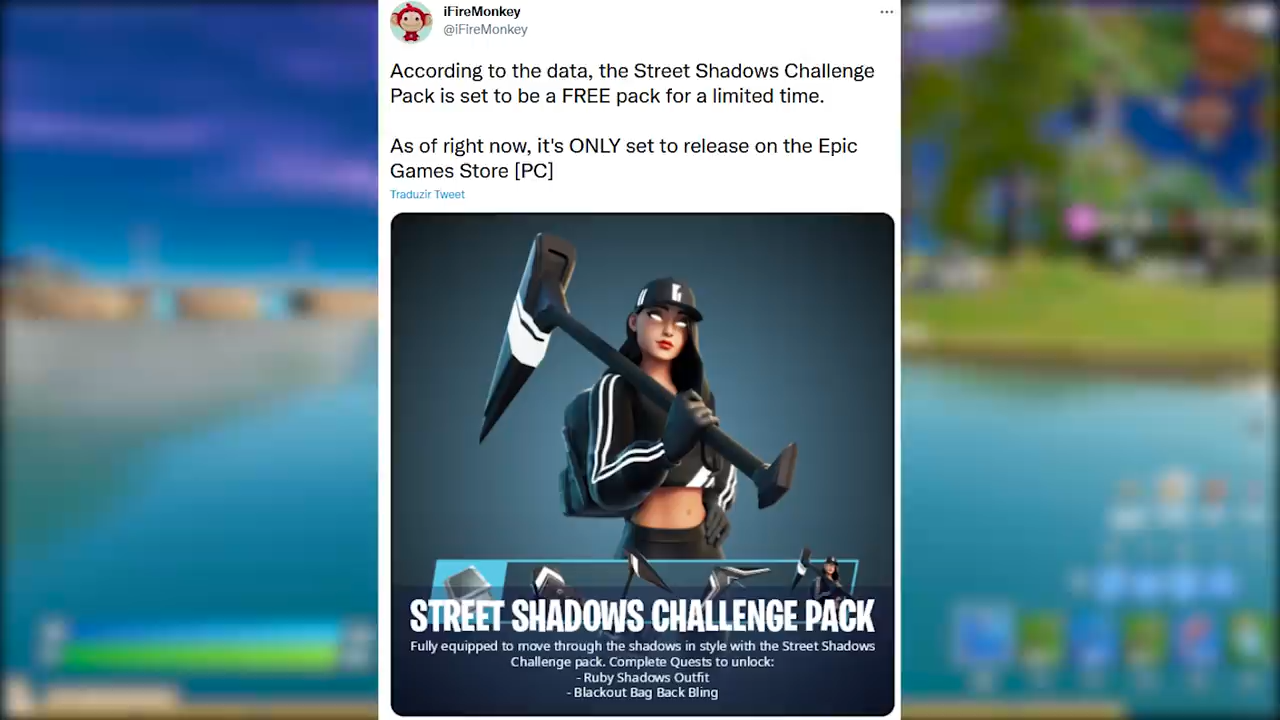 iFireMonkey
@iFireMonkey
According to the data, the Street Shadows Challenge
Pack is set to be a FREE pack for a limited time.
As of right now, it's ONLY set to release on the Epic
Games Store [PC]
Traduzir Tweet
STREET SHADOWS CHALLENGE PACK
Fully equipped to move through the shadows in style with the Street Shadows
Challenge pack. Complete Quests to unlock:
- Ruby Shadows Outfit
- Blackout Bag Back Bling